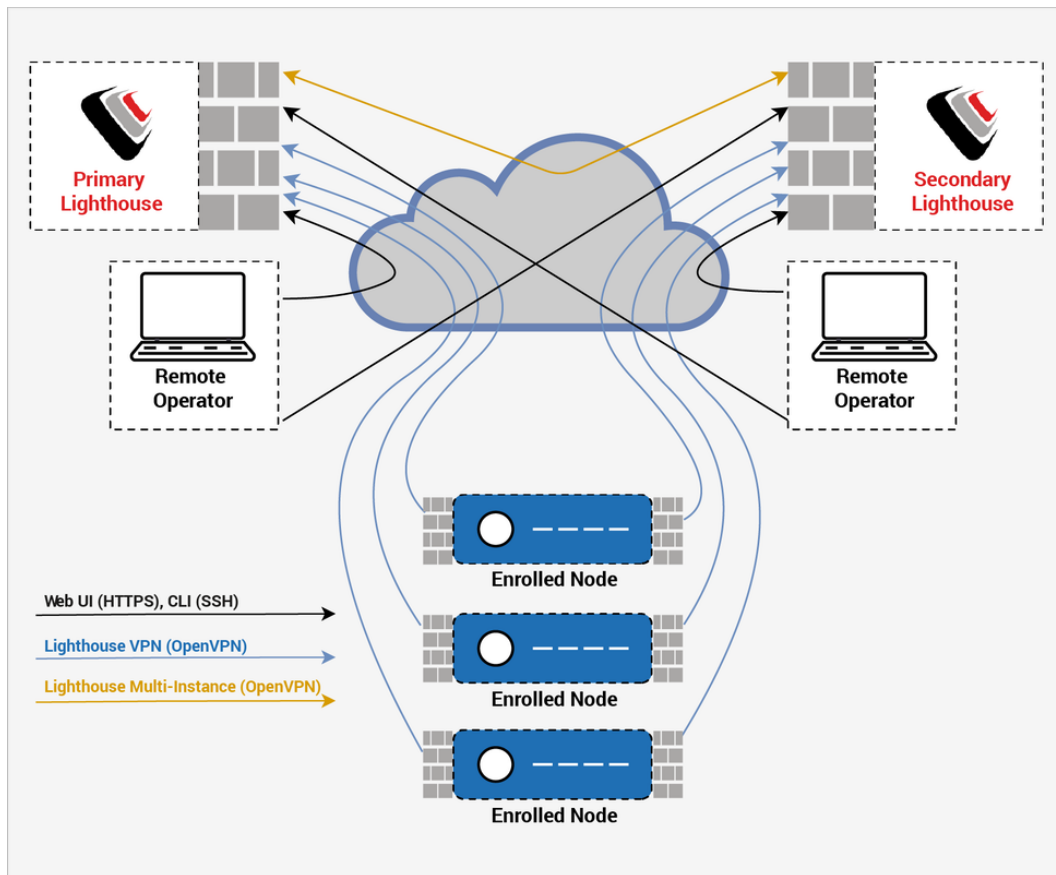 Primary
Lighthouse
Secondary
Lighthouse
Remote
Operator
Remote
Operator
Enrolled Node
Web UI (HTTPS), CLI (SSH)
Lighthouse VPN (OpenVPN)
Enrolled Node
Lighthouse Multi-Instance (OpenVPN)
Enrolled Node